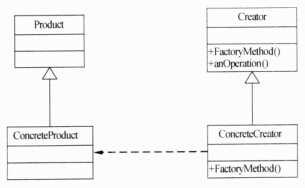 Product
Creator
+FactoryMethod()
+anOperation()
ConcreteProduct
ConcreteCreator
+FactoryMethod()